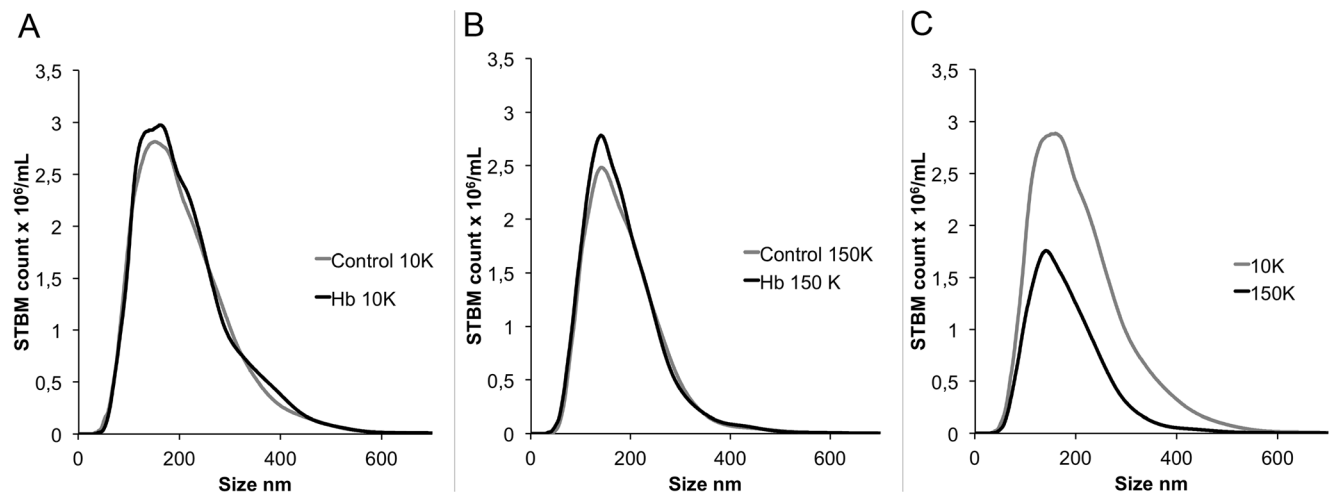 A
STBM count x 10⁶/mL
3,5
3
2,5
2
1,5
1
0,5
0
0 200 400 600
Size nm
Control 10K
Hb 10K
B
STBM count x 10⁶/mL
3,5
3
2,5
2
1,5
1
0,5
0
0 200 400 600
Size nm
Control 150K
Hb 150 K
C
STBM count x 10⁶/mL
3,5
3
2,5
2
1,5
1
0,5
0
0 200 400 600
Size nm
10K
150K